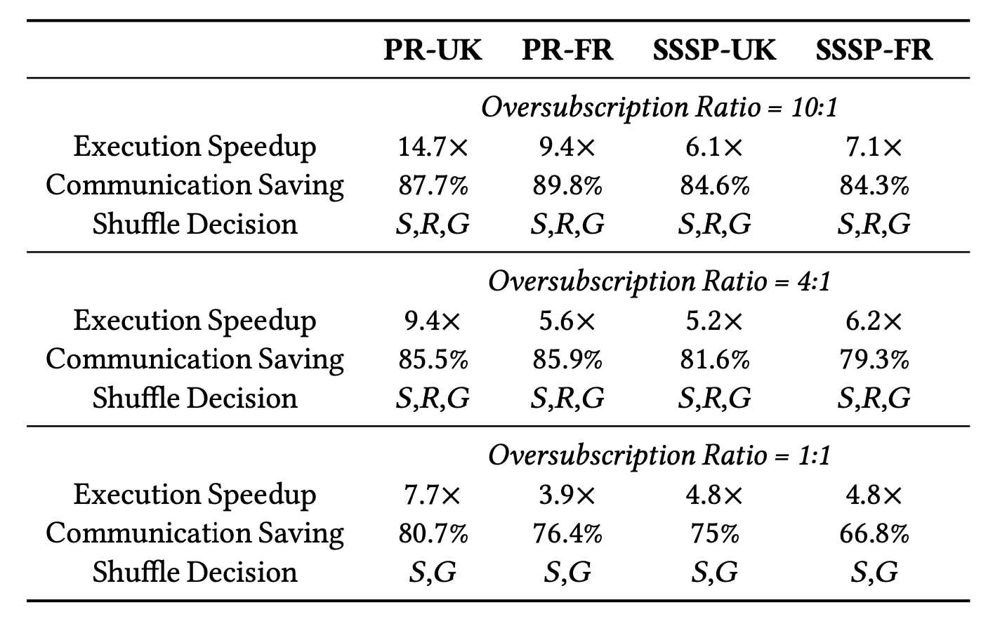 PR-UK PR-FR SSSP-UK SSSP-FR
Oversubscription Ratio = 10:1
Execution Speedup 14.7× 9.4× 6.1× 7.1×
Communication Saving 87.7% 89.8% 84.6% 84.3%
Shuffle Decision S,R,G S,R,G S,R,G S,R,G
Oversubscription Ratio = 4:1
Execution Speedup 9.4× 5.6× 5.2× 6.2×
Communication Saving 85.5% 85.9% 81.6% 79.3%
Shuffle Decision S,R,G S,R,G S,R,G S,R,G
Oversubscription Ratio = 1:1
Execution Speedup 7.7× 3.9× 4.8× 4.8×
Communication Saving 80.7% 76.4% 75% 66.8%
Shuffle Decision S,G S,G S,G S,G